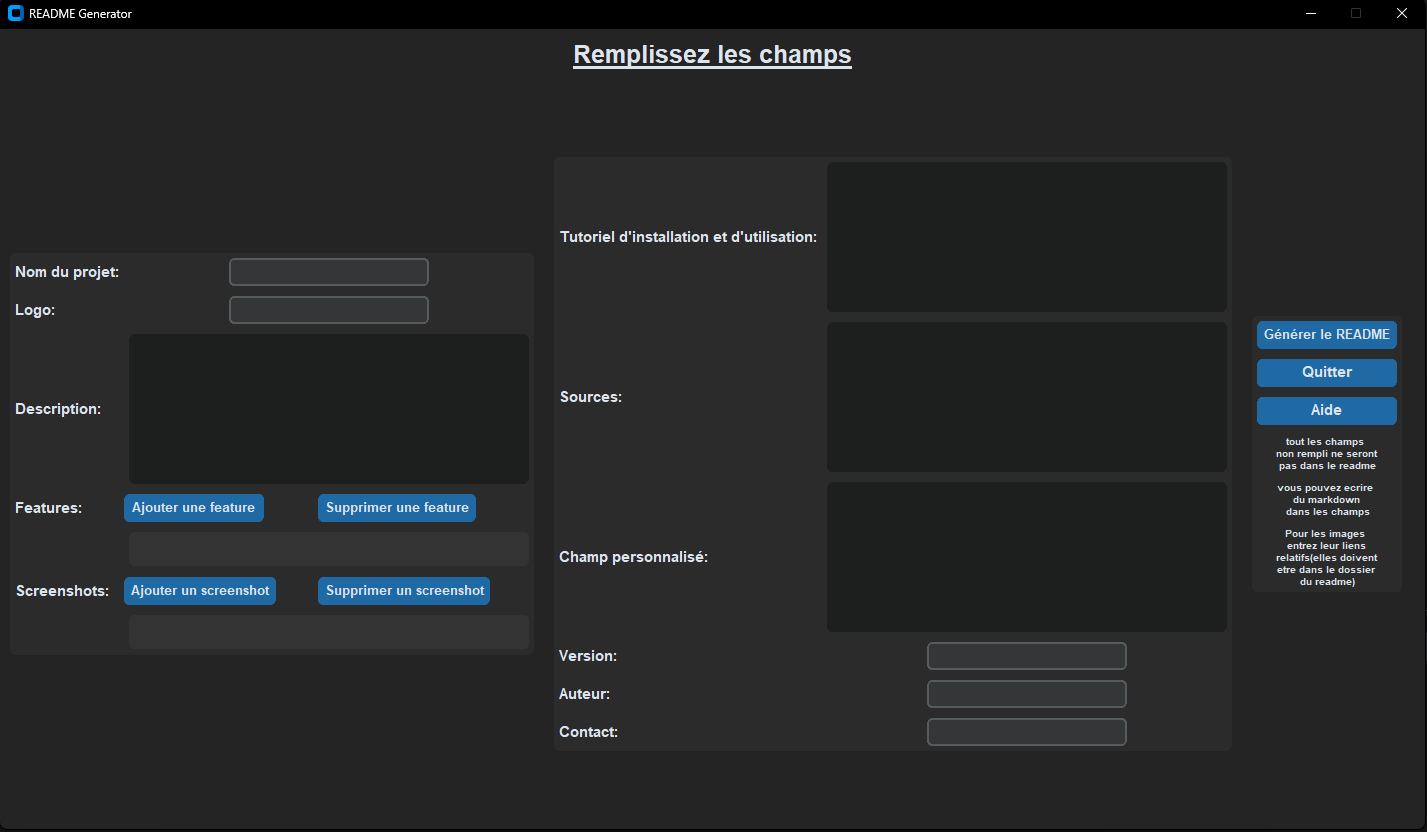 README Generator
Remplissez les champs
Nom du projet:
Logo:
Description:
Features:
Ajouter une feature
Supprimer une feature
Screenshots:
Ajouter un screenshot
Supprimer un screenshot
Tutoriel d'installation et d'utilisation:
Sources:
Champ personnalisé:
Version:
Auteur:
Contact:
Générer le README
Quitter
Aide
tout les champs
non rempli ne seront
pas dans le readme
vous pouvez ecrire
du markdown
dans les champs
Pour les images
entrez leur liens
relatifs(elles doivent
etre dans le dossier
du readme)